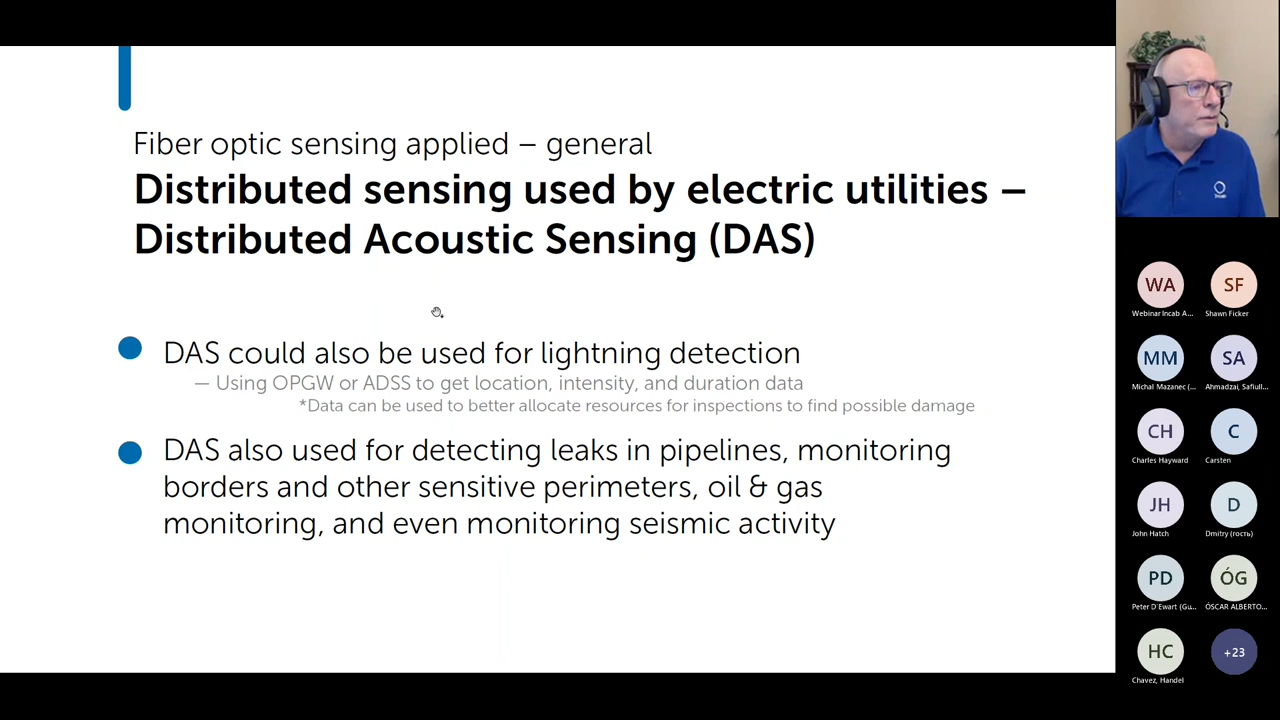 Fiber optic sensing applied – general
Distributed sensing used by electric utilities –
Distributed Acoustic Sensing (DAS)
DAS could also be used for lightning detection
— Using OPGW or ADSS to get location, intensity, and duration data
*Data can be used to better allocate resources for inspections to find possible damage
DAS also used for detecting leaks in pipelines, monitoring
borders and other sensitive perimeters, oil & gas
monitoring, and even monitoring seismic activity
WA
SF
Webinar Incab A...
Shawn Ficker
MM
SA
Michal Mazanec (...
Ahmadzai, Safiull...
CH
C
Charles Hayward
Carsten
JH
D
John Hatch
Dmitry (гость)
PD
ÓG
Peter D'Ewart (Gu...
ÓSCAR ALBERTO...
HC
+23
Chavez, Handel